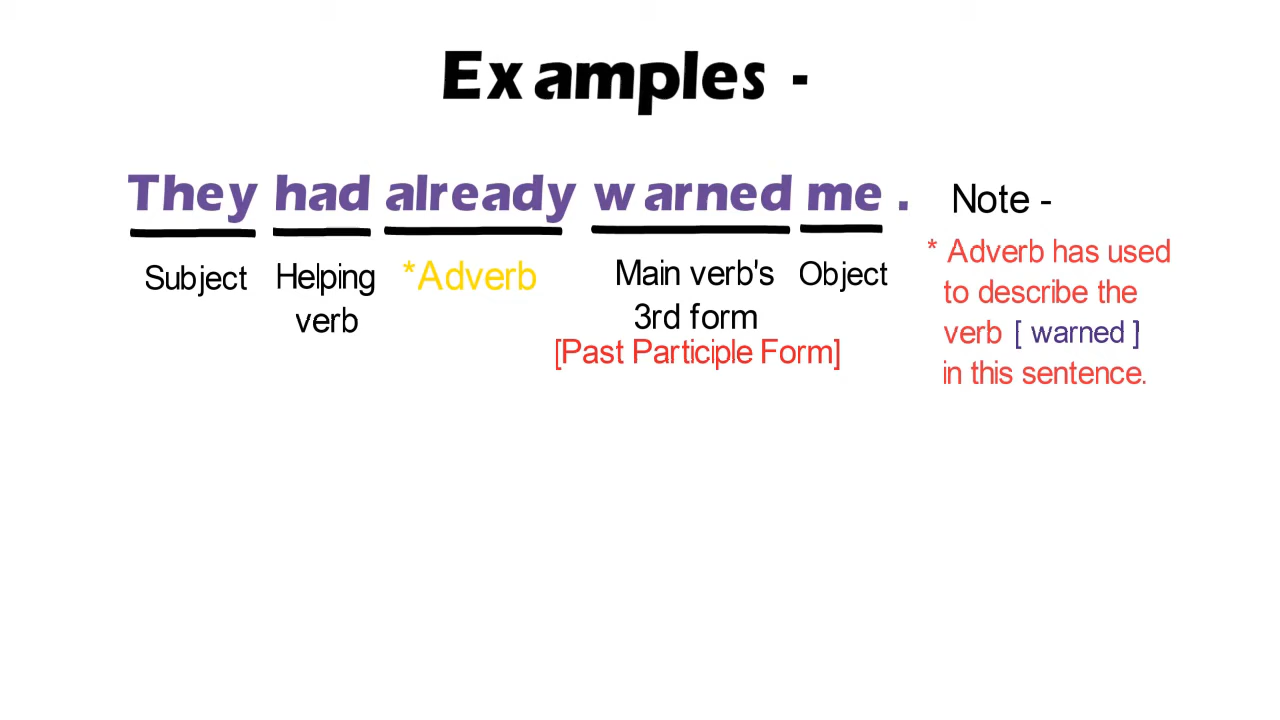 Examples -
They had already warned me .
Note -
Subject
Helping
verb
*Adverb
Main verb's
3rd form
[Past Participle Form]
Object
* Adverb has used
to describe the
verb [ warned ]
in this sentence.